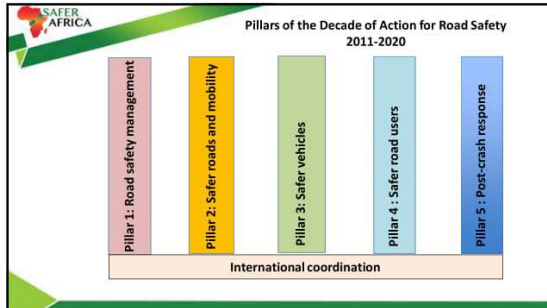 SAFER
AFRICA
Pillars of the Decade of Action for Road Safety
2011-2020
Pillar 1: Road safety management
Pillar 2: Safer roads and mobility
Pillar 3: Safer vehicles
Pillar 4 : Safer road users
Pillar 5 : Post-crash response
International coordination